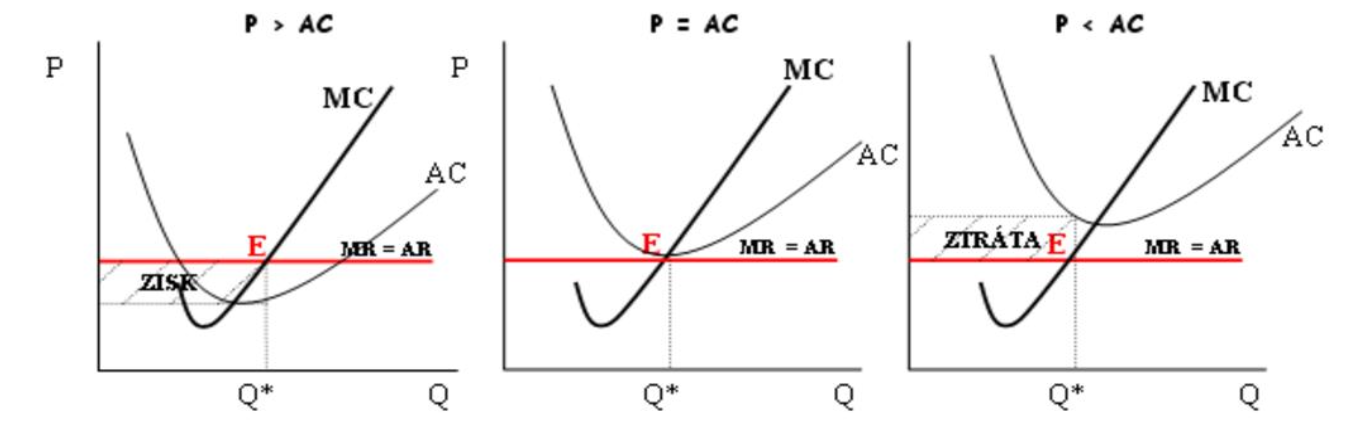 P > AC
P
MC
AC
E
MR = AR
ZISK
Q*
Q
P = AC
P
MC
AC
E
MR = AR
Q*
Q
P < AC
MC
AC
ZTRÁTA
E
MR = AR
Q*
Q